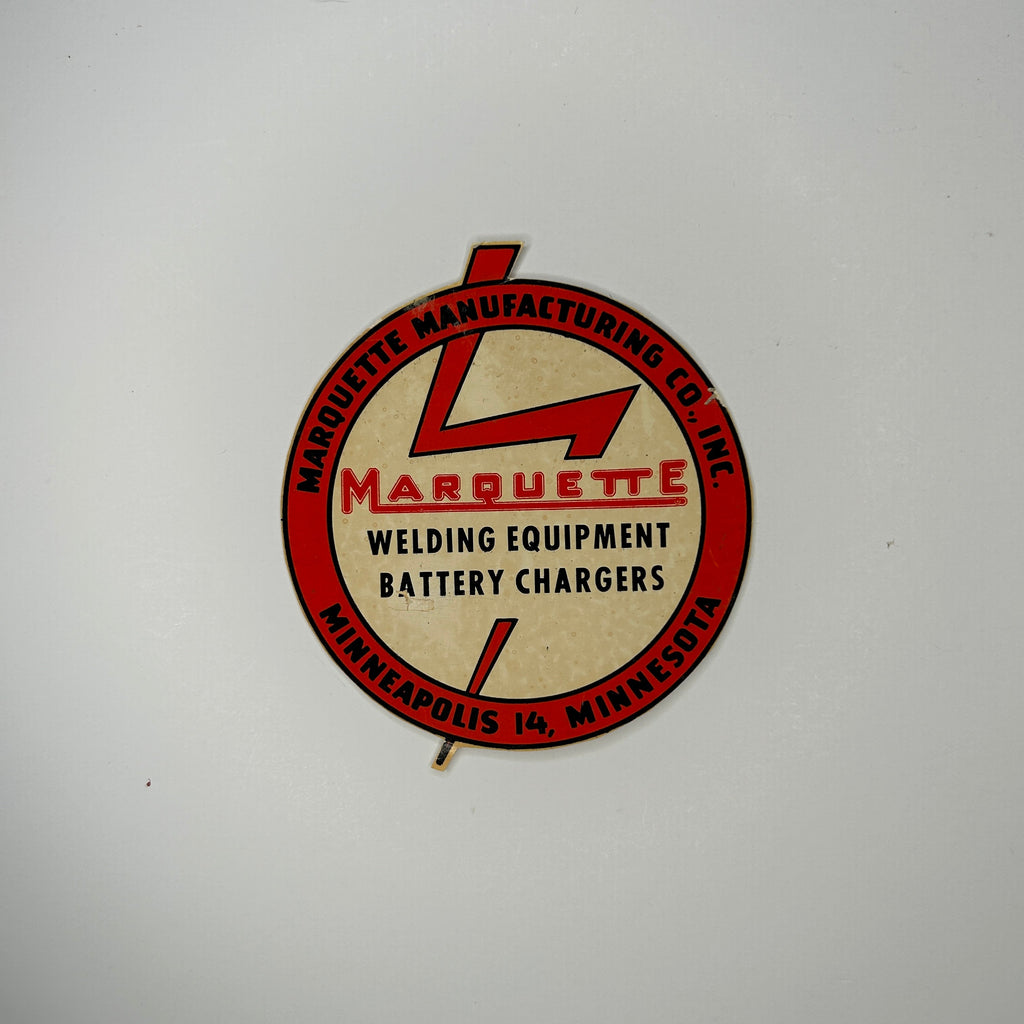 MARQUETTE MANUFACTURING CO., INC.
MARQUETTE
WELDING EQUIPMENT
BATTERY CHARGERS
MINNEAPOLIS 14, MINNESOTA